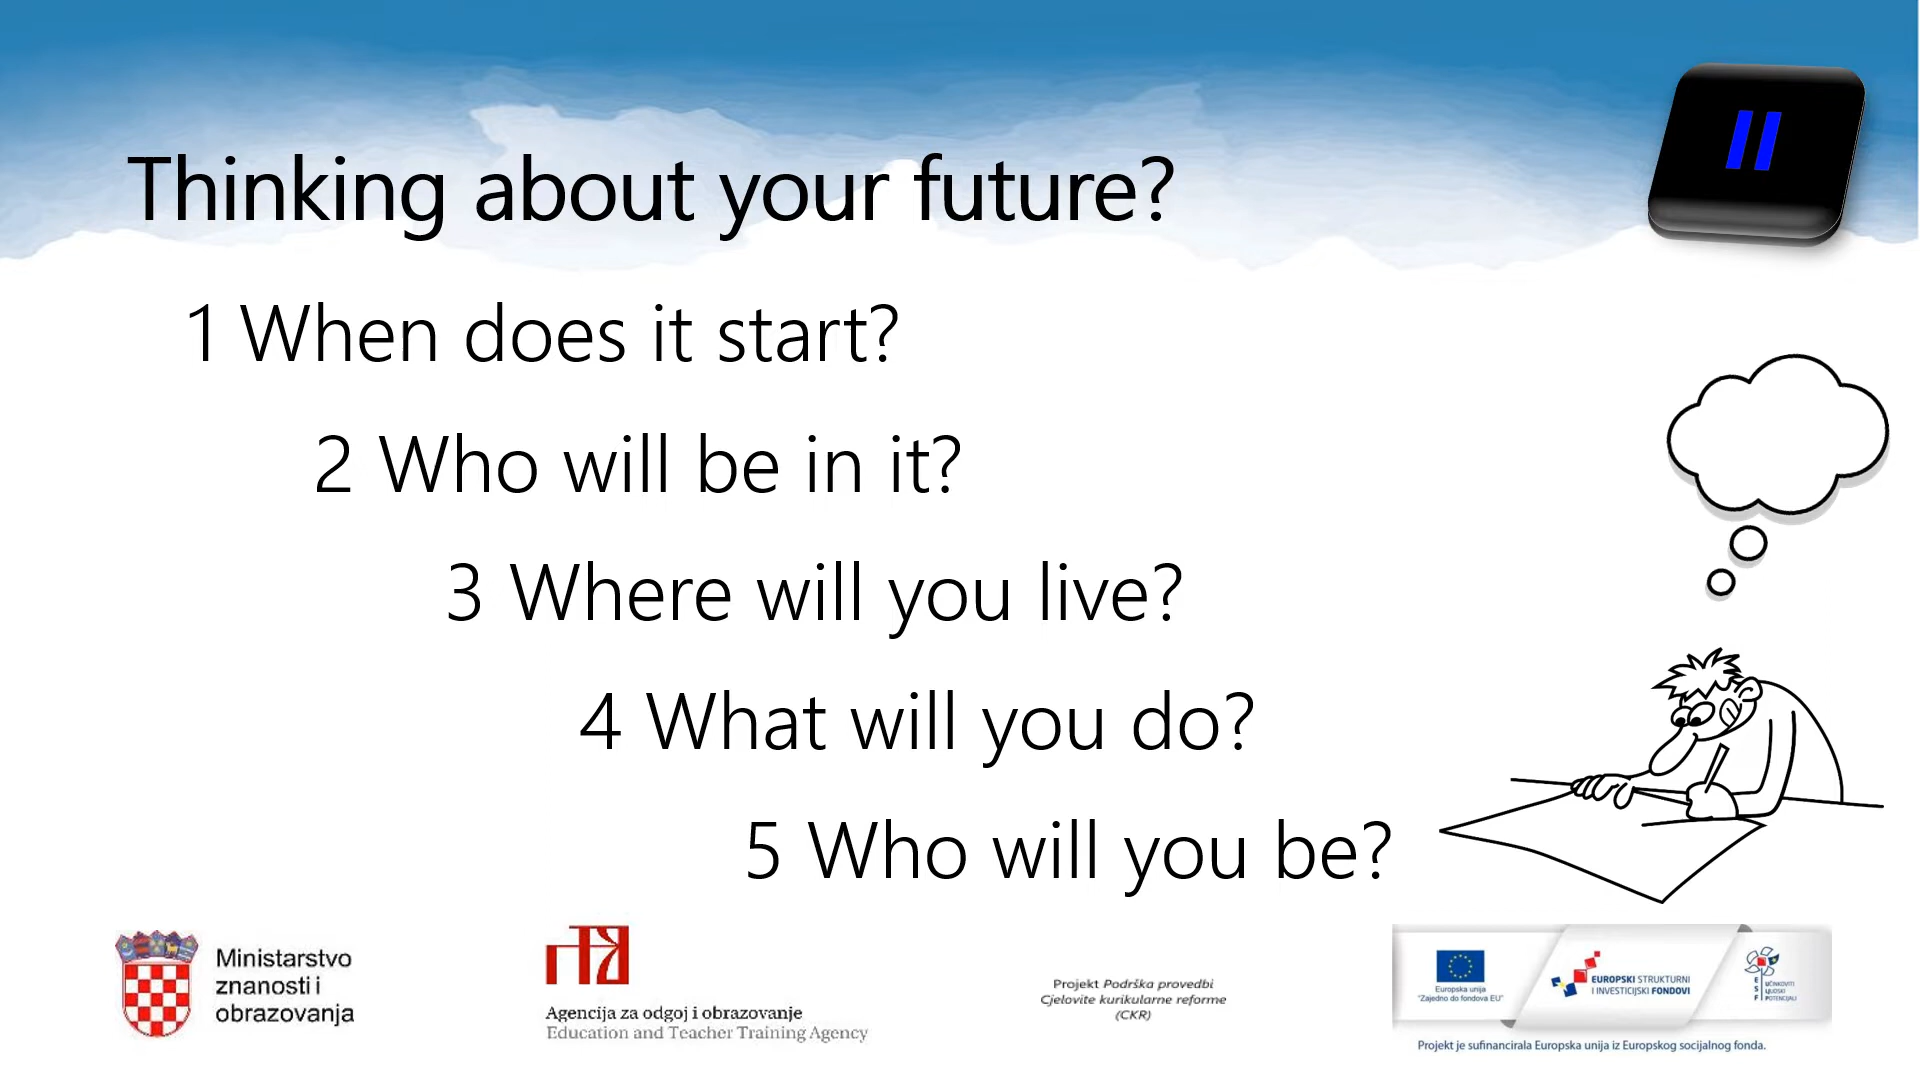 Thinking about your future?
1 When does it start?
2 Who will be in it?
3 Where will you live?
4 What will you do?
5 Who will you be?
Ministarstvo
znanosti i
obrazovanja
Agencija za odgoj i obrazovanje
Education and Teacher Training Agency
Projekt Podrška provedbi
Cjelovite kurikularne reforme
(CKR)
Europska unija
"Zajedno do fondova EU"
EUROPSKI STRUKTURNI
I INVESTICIJSKI FONDOVI
ESF
UČINKOVITI
LJUDSKI
POTENCIJALI
Projekt je sufinancirala Europska unija iz Europskog socijalnog fonda.